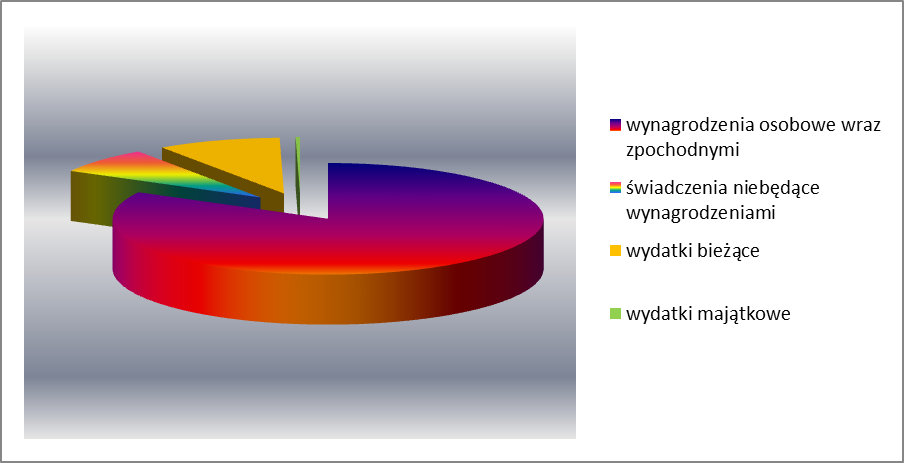 wynagrodzenia osobowe wraz
zpochodnymi
świadczenia niebędące
wynagrodzeniami
wydatki bieżące
wydatki majątkowe